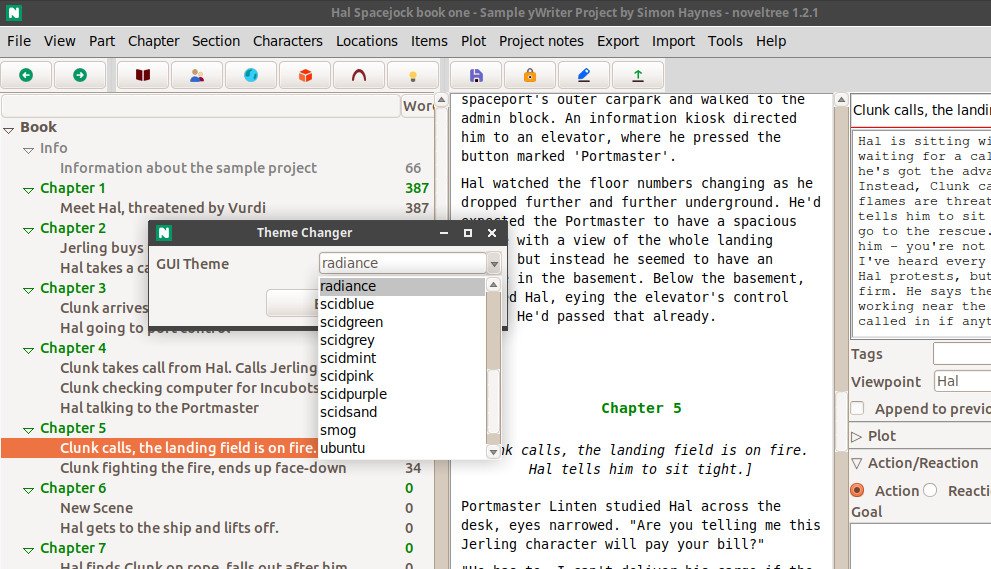 Hal Spacejock book one - Sample yWriter Project by Simon Haynes - noveltree 1.2.1
File View Part Chapter Section Characters Locations Items Plot Project notes Export Import Tools Help
Wor
Book
Info
Information about the sample project 66
Chapter 1 387
Meet Hal, threatened by Vurdi 387
Chapter 2
Jerling buys
Hal takes a ca
Chapter 3
Clunk arrives
Hal going to port control
Chapter 4
Clunk takes call from Hal. Calls Jerling
Clunk checking computer for Incubots
Hal talking to the Portmaster
Chapter 5
Clunk calls, the landing field is on fire.
Clunk fighting the fire, ends up face-down 34
Chapter 6 0
New Scene 0
Hal gets to the ship and lifts off. 0
Chapter 7 0
Hal finds Clunk on rope, falls out after him
Theme Changer
GUI Theme radiance
radiance
scidblue
scidgreen
scidgrey
scidmint
scidpink
scidpurple
scidsand
smog
ubuntu
spaceport's outer carpark and walked to the
admin block. An information kiosk directed
him to an elevator, where he pressed the
button marked 'Portmaster'.
Hal watched the floor numbers changing as he
dropped further and further underground. He'd
expected the Portmaster to have a spacious
with a view of the whole landing
but instead he seemed to have an
in the basement. Below the basement,
ed Hal, eying the elevator's control
He'd passed that already.
Chapter 5
nk calls, the landing field is on fire.
Hal tells him to sit tight.]
Portmaster Linten studied Hal across the
desk, eyes narrowed. "Are you telling me this
Jerling character will pay your bill?"
"He has to. I can't deliver his cargo if the
Clunk calls, the landi
Hal is sitting wi
waiting for a cal
he's got the adva
Instead, Clunk ca
flames are threat
tells him to sit
go to the rescue.
him - you're not
I've heard every
Hal protests, but
firm. He says the
working near the
called in if anyt
Tags
Viewpoint Hal
Append to previo
Plot
Action/Reaction
Action Reacti
Goal